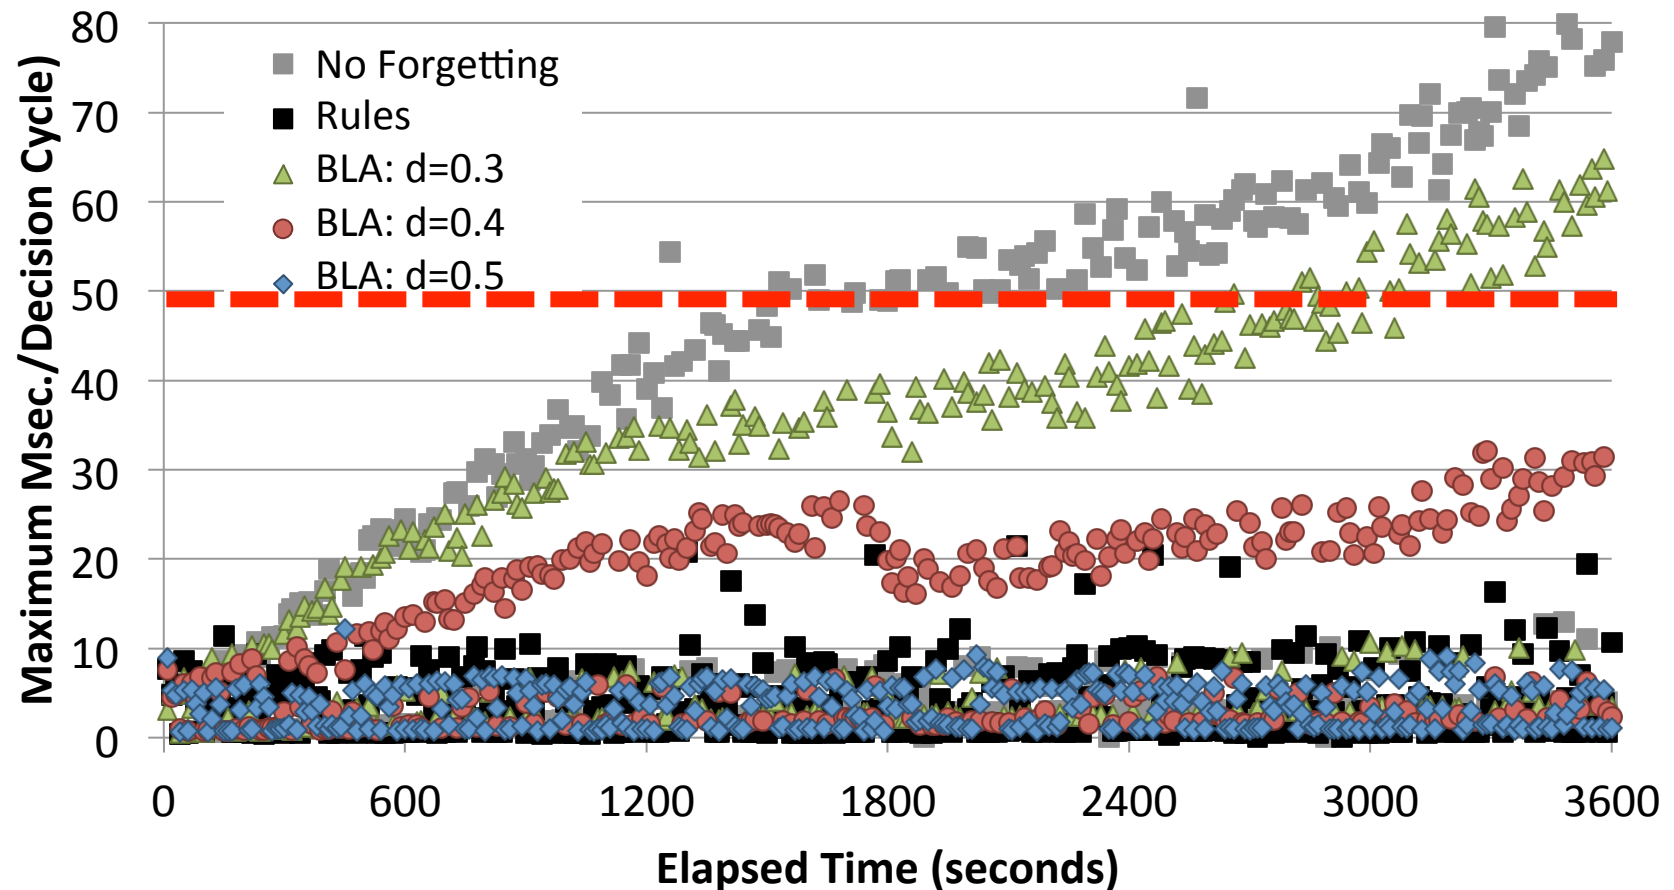 Maximum Msec./Decision Cycle)
80
70
60
50
40
30
20
10
0
No Forgetting
Rules
BLA: d=0.3
BLA: d=0.4
BLA: d=0.5
0 600 1200 1800 2400 3000 3600
Elapsed Time (seconds)